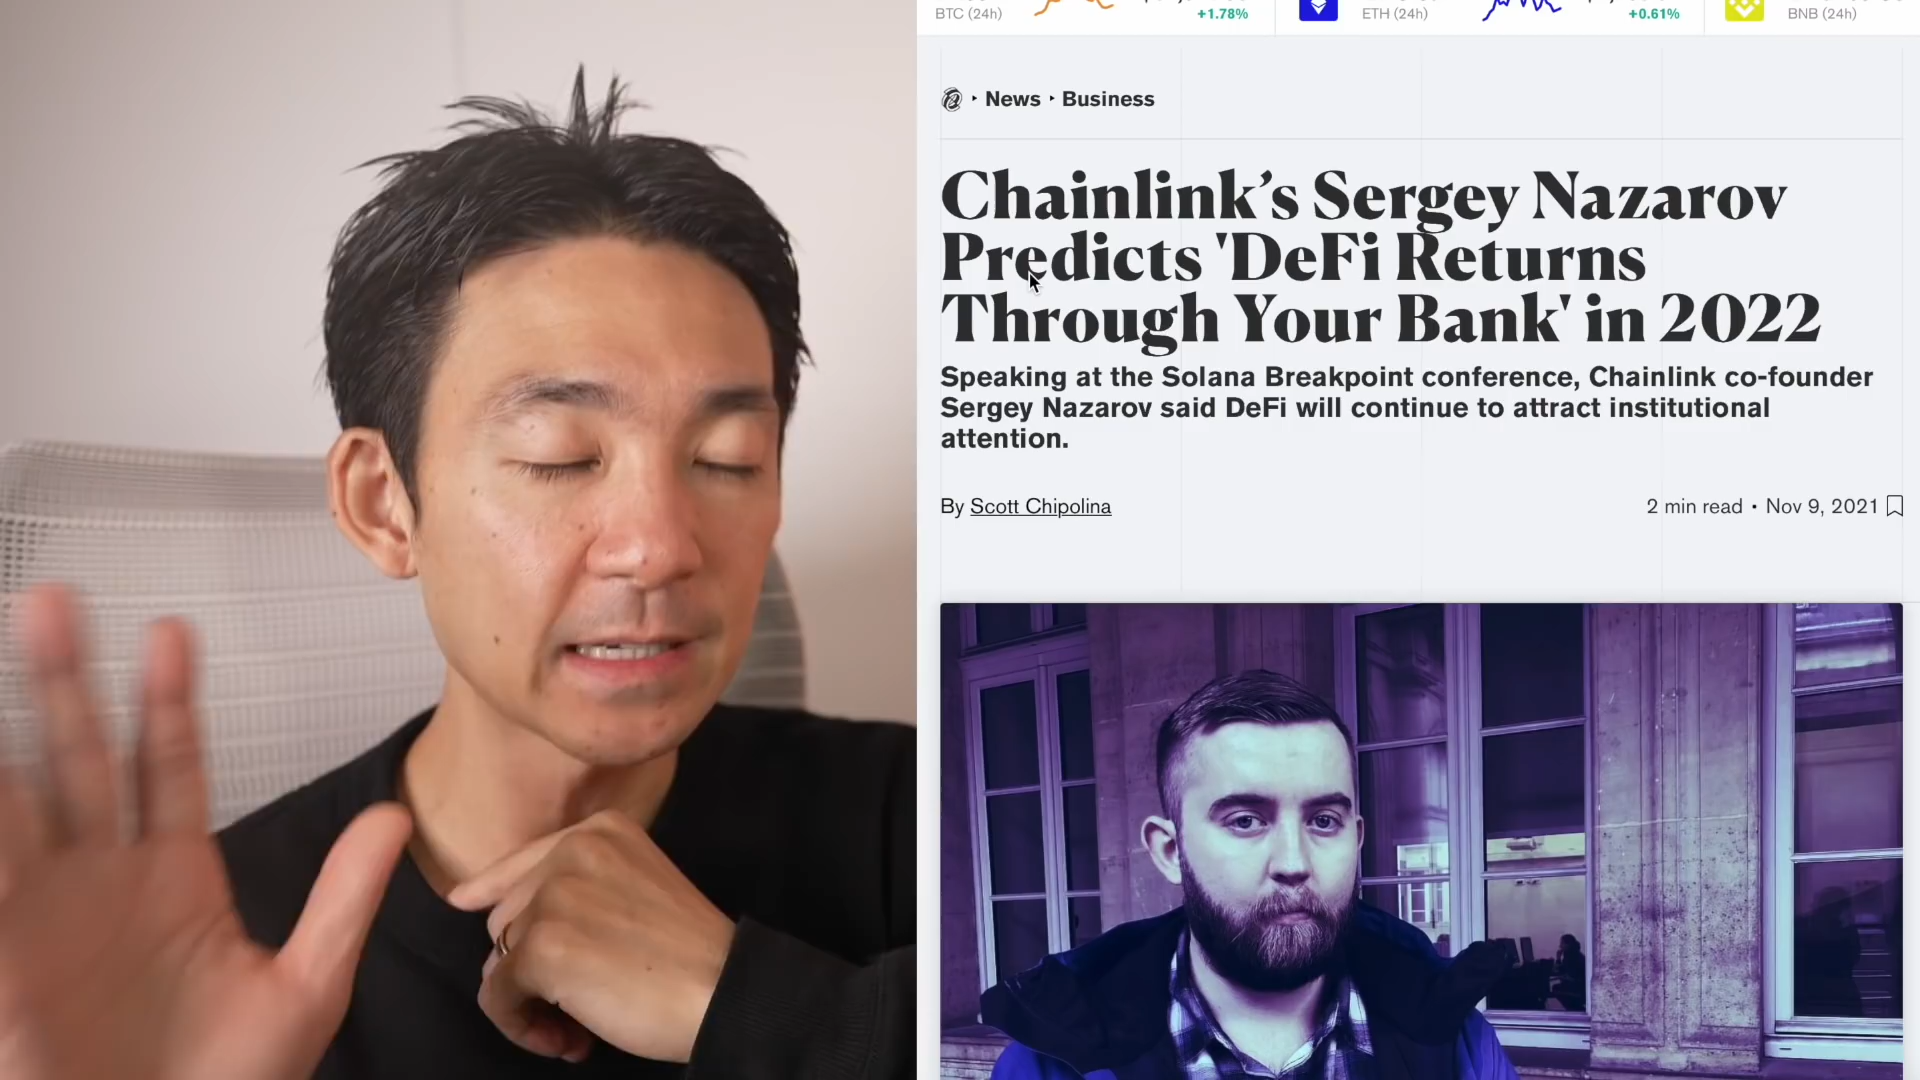 BTC (24h)
+1.78%
ETH (24h)
+0.61%
BNB (24h)
News ‣ Business
Chainlink’s Sergey Nazarov
Predicts 'DeFi Returns
Through Your Bank' in 2022
Speaking at the Solana Breakpoint conference, Chainlink co-founder
Sergey Nazarov said DeFi will continue to attract institutional
attention.
By Scott Chipolina
2 min read • Nov 9, 2021